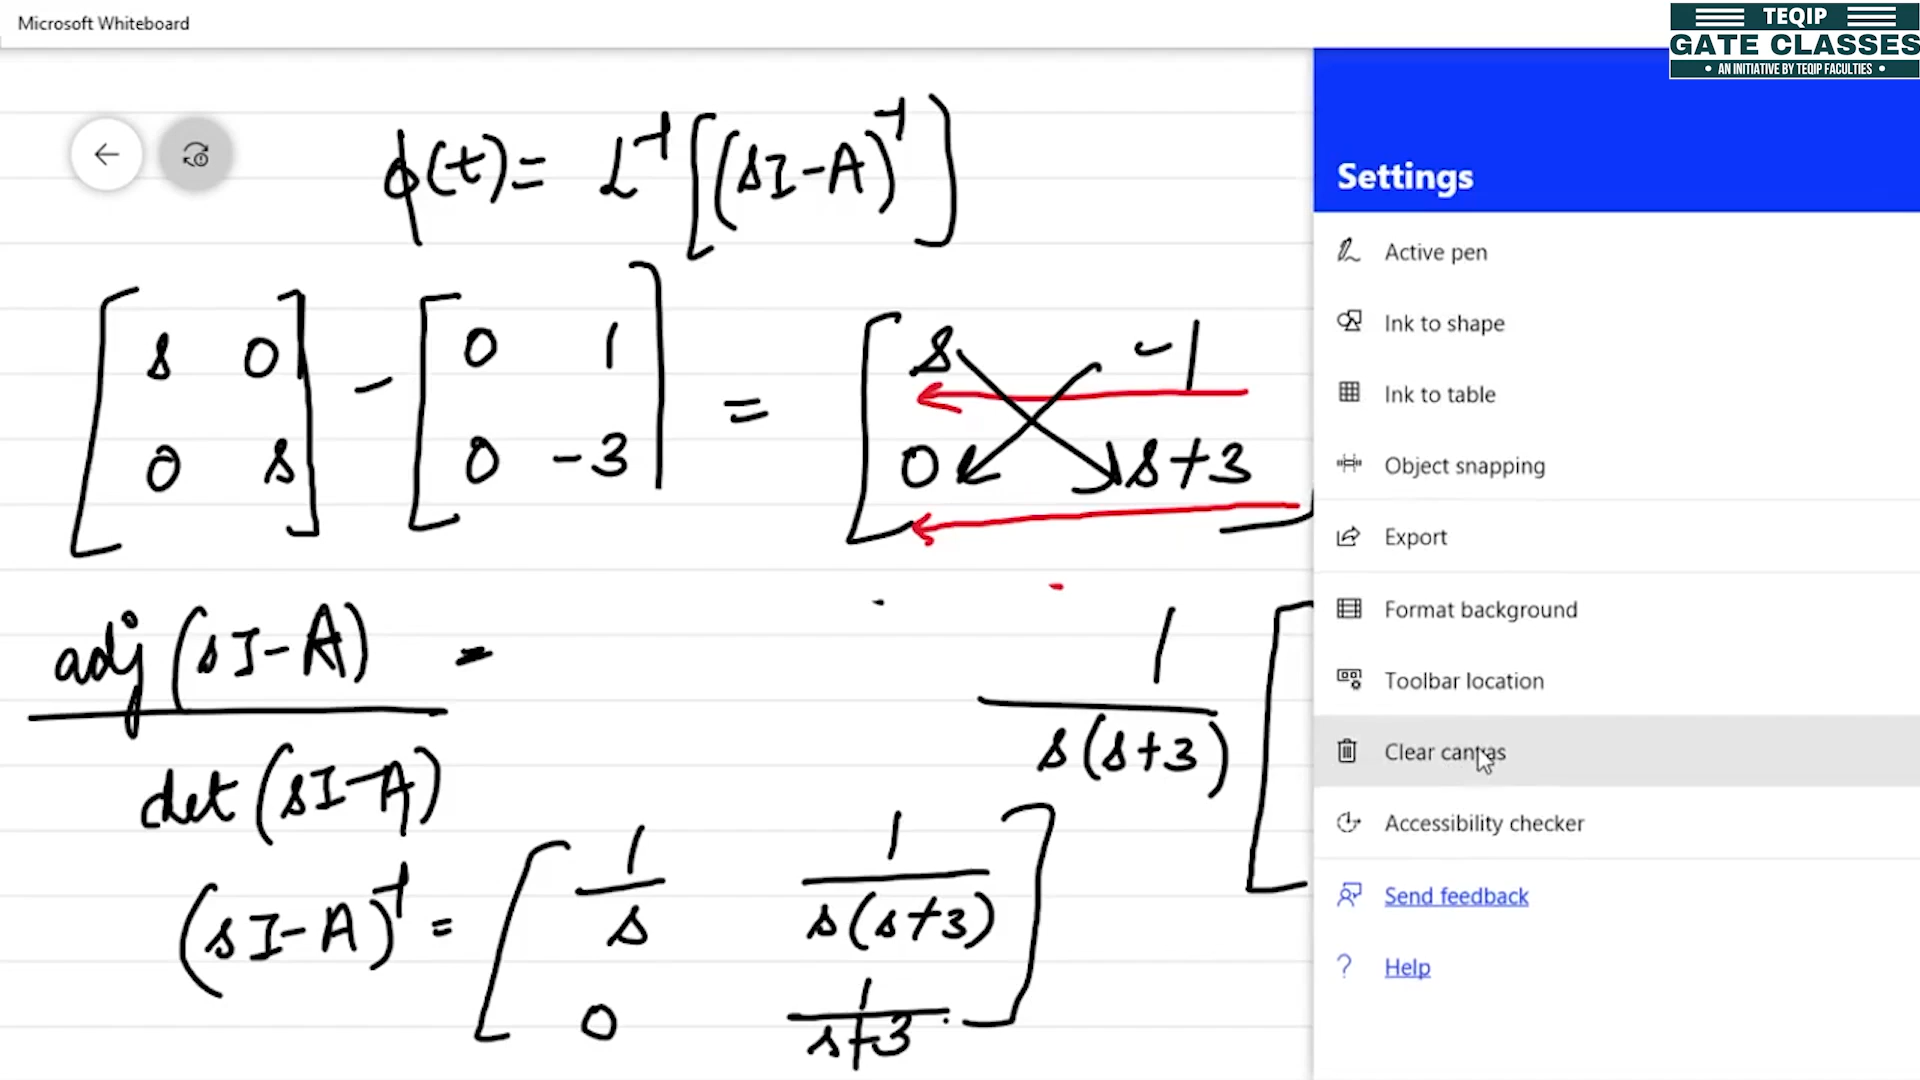 Microsoft Whiteboard
TEQIP
GATE CLASSES
• AN INITIATIVE BY TEQIP FACULTIES •
ϕ(t) = L⁻¹[(sI-A)⁻¹]
[s 0] - [0 1] = [s -1]
[0 s] [0 -3] [0 s+3]
adj(sI-A) =
det(sI-A)
1
s(s+3)
[
(sI-A)⁻¹ = [1/s 1/s(s+3)]
[0 1/s+3]
Settings
Active pen
Ink to shape
Ink to table
Object snapping
Export
Format background
Toolbar location
Clear canvas
Accessibility checker
Send feedback
Help